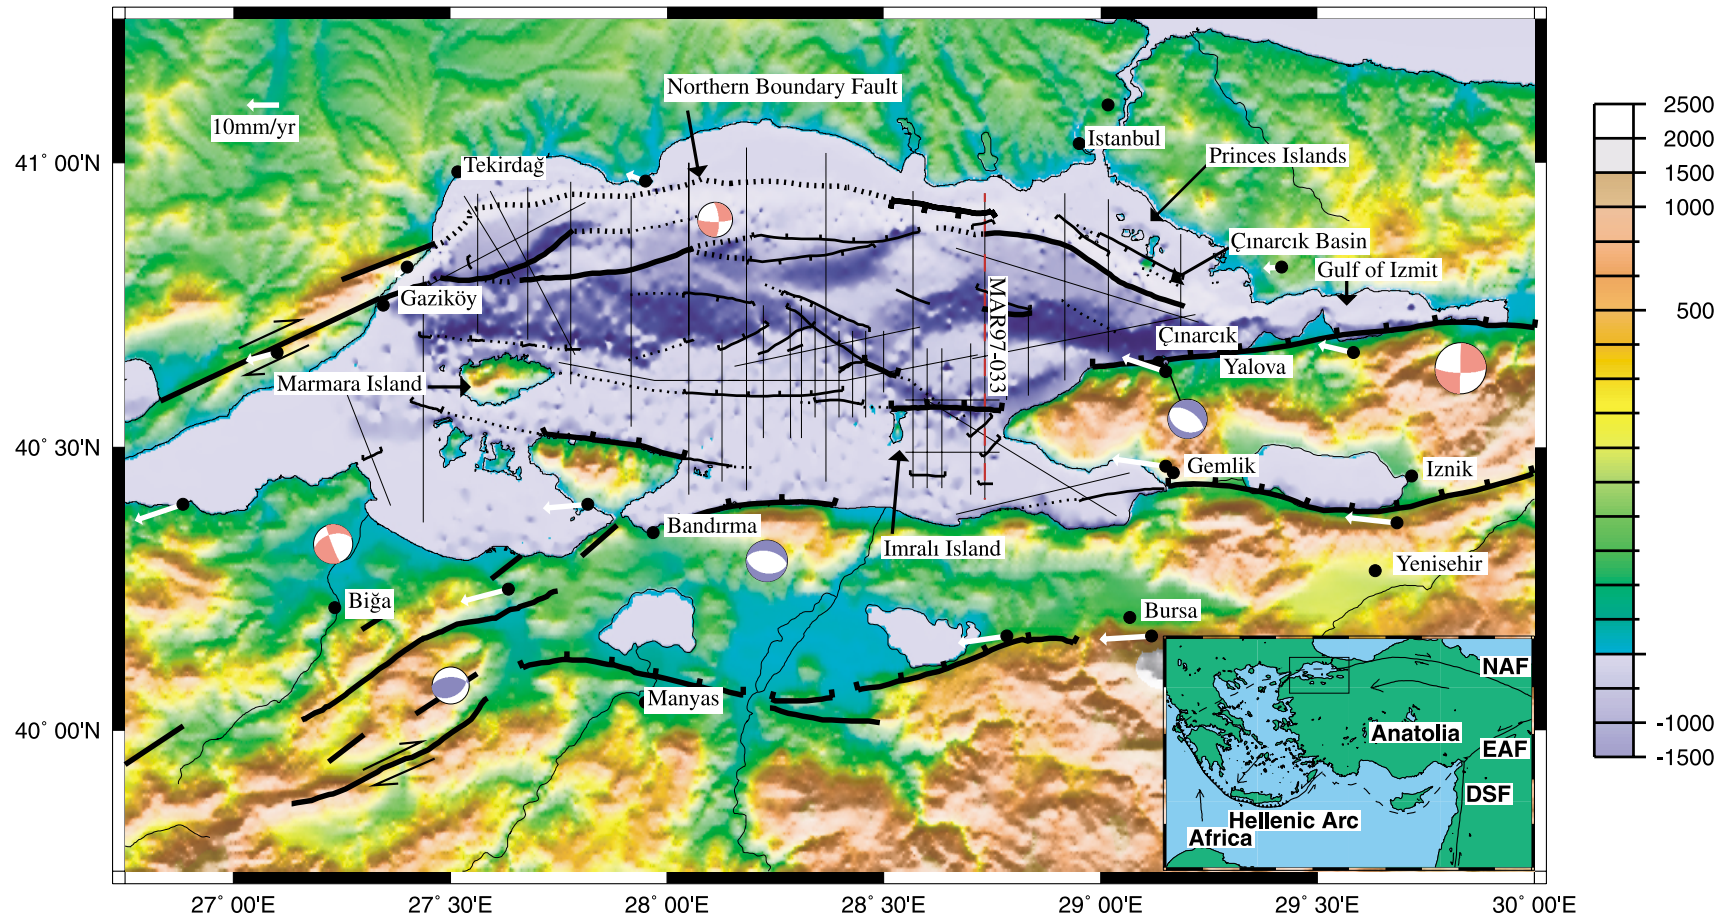 Northern Boundary Fault
10mm/yr
Istanbul
Tekirdağ
Princes Islands
Çınarcık Basin
Gulf of Izmit
Gaziköy
MAR97-033
Çınarcık
Yalova
Marmara Island
Gemlik
Iznik
Bandırma
Imralı Island
Yenisehir
Biğa
Bursa
Manyas
NAF
Anatolia
EAF
DSF
Hellenic Arc
Africa
41° 00'N
40° 30'N
40° 00'N
27° 00'E
27° 30'E
28° 00'E
28° 30'E
29° 00'E
29° 30'E
30° 00'E
2500
2000
1500
1000
500
-1000
-1500